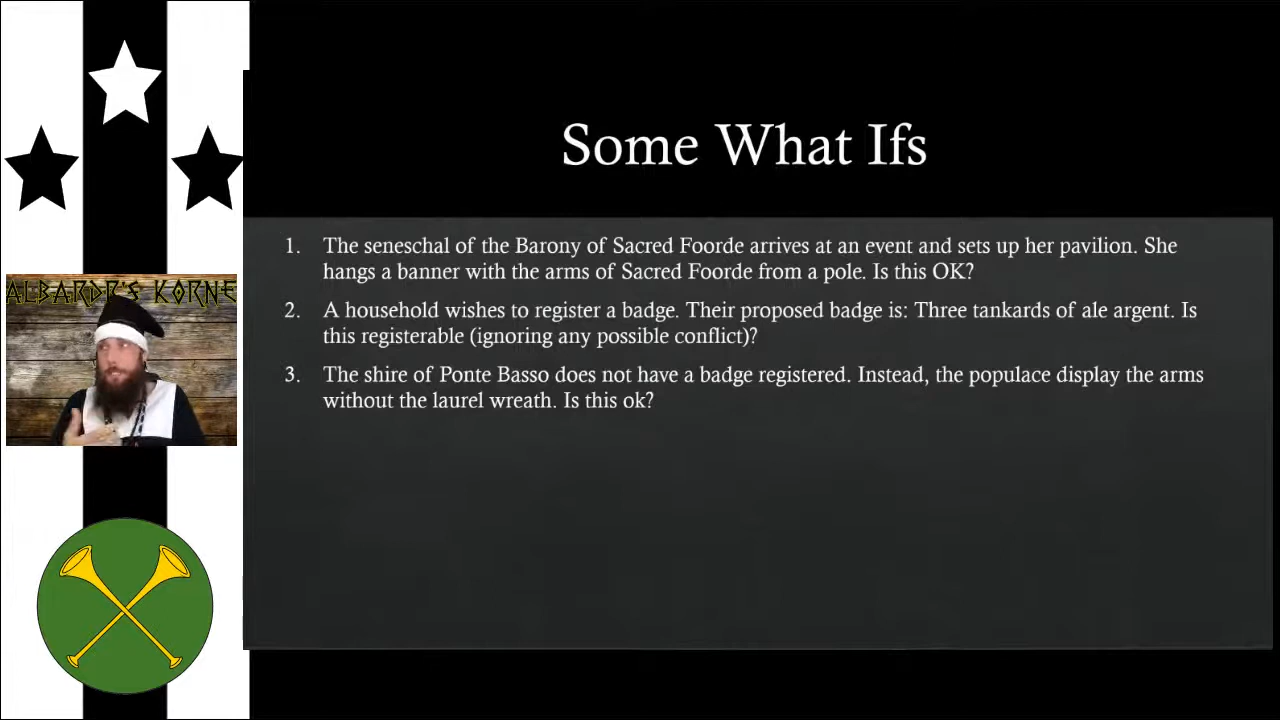 Some What Ifs
1. The seneschal of the Barony of Sacred Foorde arrives at an event and sets up her pavilion. She
hangs a banner with the arms of Sacred Foorde from a pole. Is this OK?
2. A household wishes to register a badge. Their proposed badge is: Three tankards of ale argent. Is
this registerable (ignoring any possible conflict)?
3. The shire of Ponte Basso does not have a badge registered. Instead, the populace display the arms
without the laurel wreath. Is this ok?
ALBARDR'S KORNE